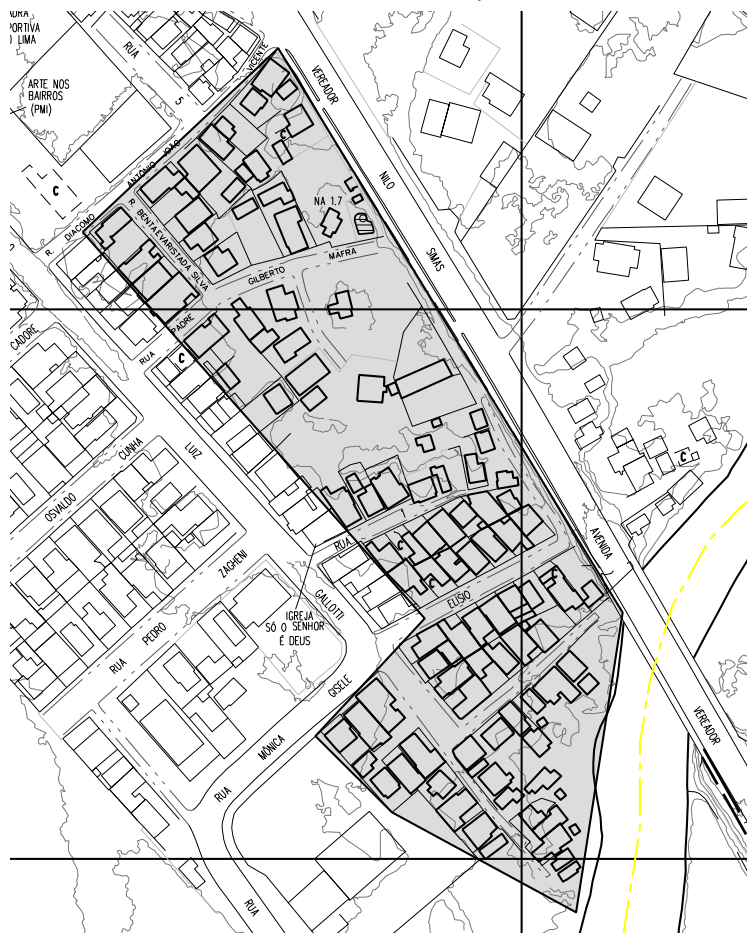 PORTIVA
LIMA
RUA
5
VICENTE
VEREADOR
ARTE NOS
BAIRROS
(PMI)
ANTÔNIO JOÃO
NILO
C
C
NA 1.7
R. DIACOMO
R. BENTA EVARISTA DA SILVA
SIMAS
MAFRA
GILBERTO
PADRE
RUA
CADORE
C
LUIZ
CUNHA
OSVALDO
C
AVENIDA
RUA
ZAGHENI
C
C
ELISIO
GALLOTTI
IGREJA
SÓ O SENHOR
É DEUS
PEDRO
RUA
GISELE
MÔNICA
VEREADOR
RUA
RUA